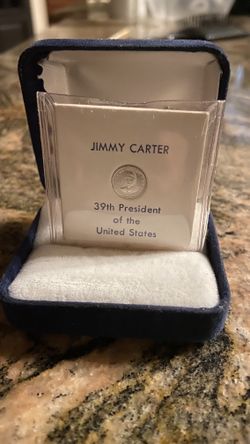 JIMMY CARTER
39th President
of the
United States